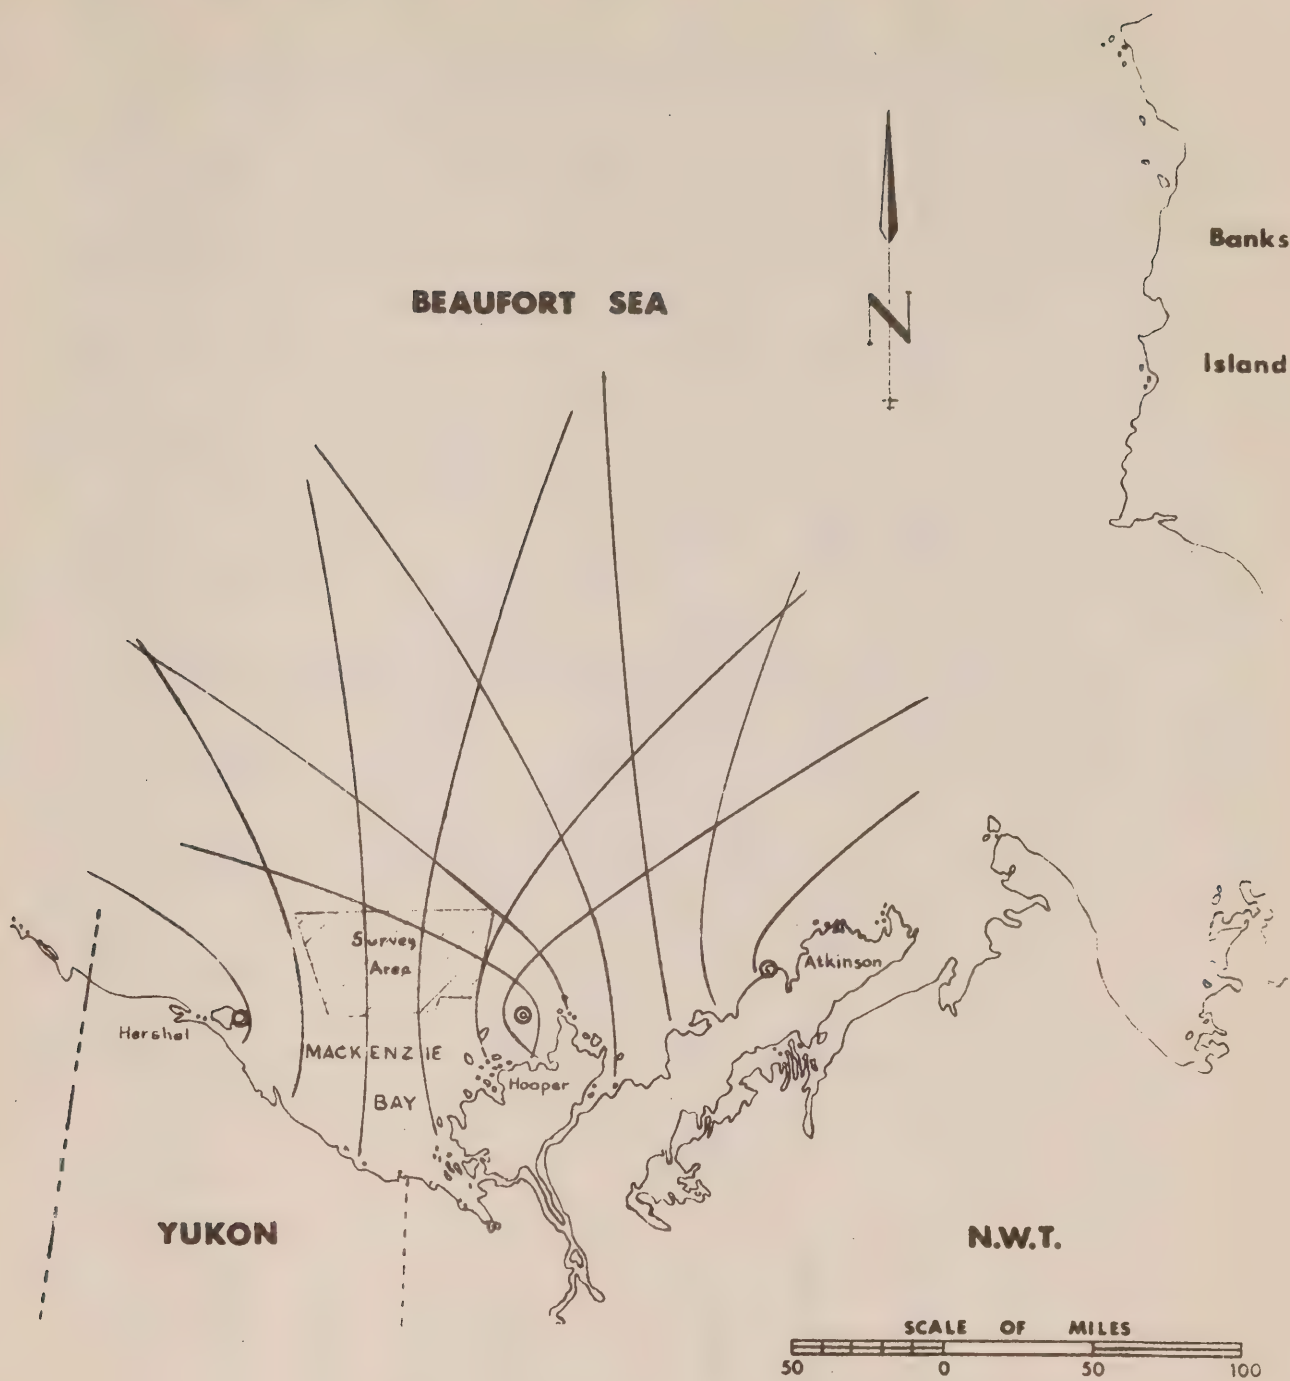 Banks
BEAUFORT SEA
N
Island
Survey
Area
Atkinson
Hershel
MACKENZIE
Hooper
BAY
YUKON
N.W.T.
SCALE OF MILES
50 0 50 100